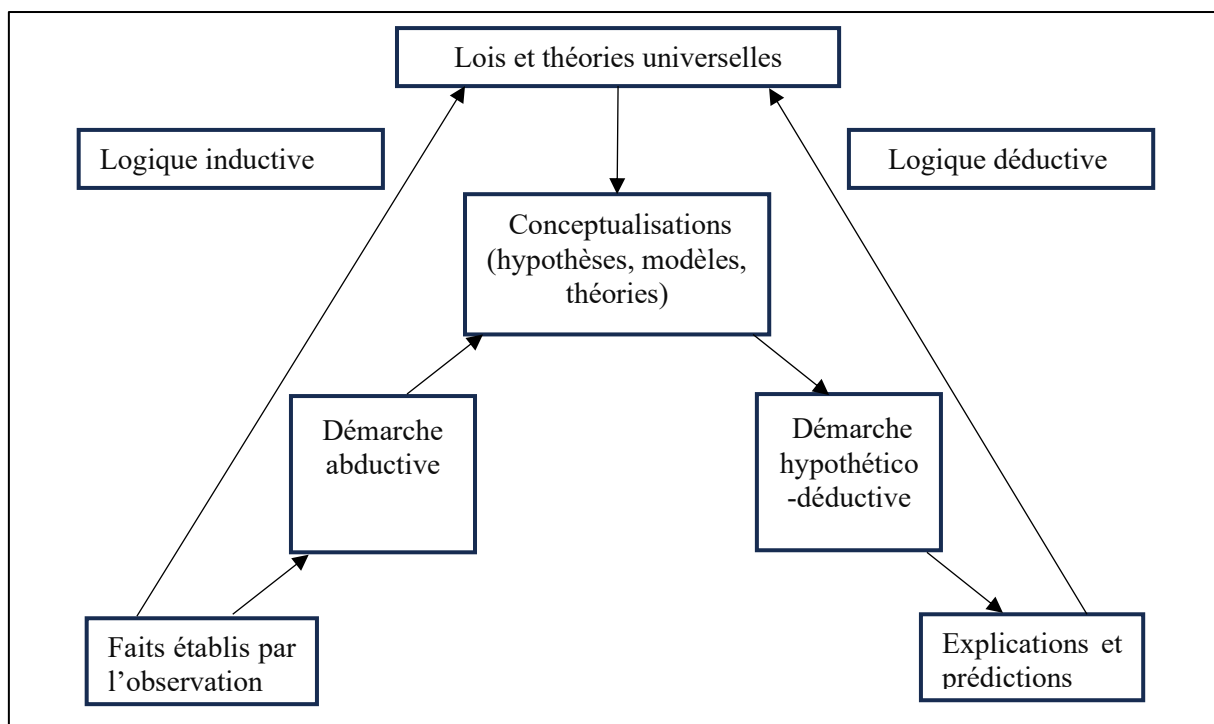 Lois et théories universelles
Logique inductive
Logique déductive
Conceptualisations
(hypothèses, modèles,
théories)
Démarche
abductive
Démarche
hypothético
-déductive
Faits établis par
l’observation
Explications et
prédictions